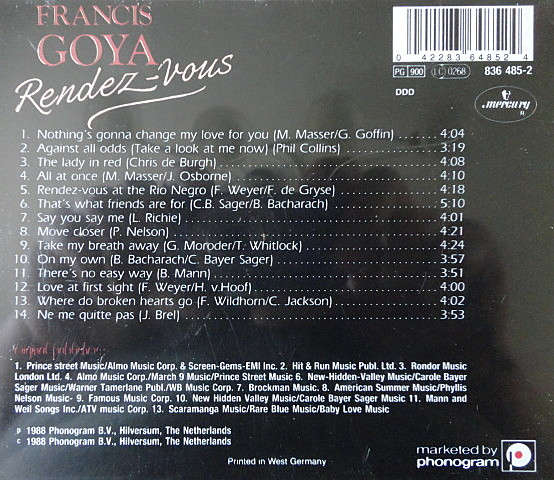 FRANCIS
GOYA
Rendez-vous
0 42283 64852 4
PG 900 LC 0268 836 485-2
DDD
mercury
1. Nothing's gonna change my love for you (M. Masser/G. Goffin) 4:04
2. Against all odds (Take a look at me now) (Phil Collins) 3:19
3. The lady in red (Chris de Burgh) 4:08
4. All at once (M. Masser/J. Osborne) 4:10
5. Rendez-vous at the Rio Negro (F. Weyer/F. de Gryse) 4:18
6. That's what friends are for (C.B. Sager/B. Bacharach) 5:10
7. Say you say me (L. Richie) 4:01
8. Move closer (P. Nelson) 4:21
9. Take my breath away (G. Moroder/T. Whitlock) 4:24
10. On my own (B. Bacharach/C. Bayer Sager) 3:57
11. There's no easy way (B. Mann) 3:51
12. Love at first sight (F. Weyer/H. v.Hoof) 4:00
13. Where do broken hearts go (F. Wildhorn/C. Jackson) 4:02
14. Ne me quitte pas (J. Brel) 3:53
Original publishers:
1. Prince street Music/Almo Music Corp. & Screen-Gems-EMI Inc. 2. Hit & Run Music Publ. Ltd. 3. Rondor Music
London Ltd. 4. Almo Music Corp./March 9 Music/Prince Street Music 6. New-Hidden-Valley Music/Carole Bayer
Sager Music/Warner Tamerlane Publ./WB Music Corp. 7. Brockman Music. 8. American Summer Music/Phyllis
Nelson Music- 9. Famous Music Corp. 10. New Hidden Valley Music/Carole Bayer Sager Music 11. Mann and
Weil Songs Inc./ATV music Corp. 13. Scaramanga Music/Rare Blue Music/Baby Love Music
p 1988 Phonogram B.V., Hilversum, The Netherlands
c 1988 Phonogram B.V., Hilversum, The Netherlands
Printed in West Germany
marketed by
phonogram